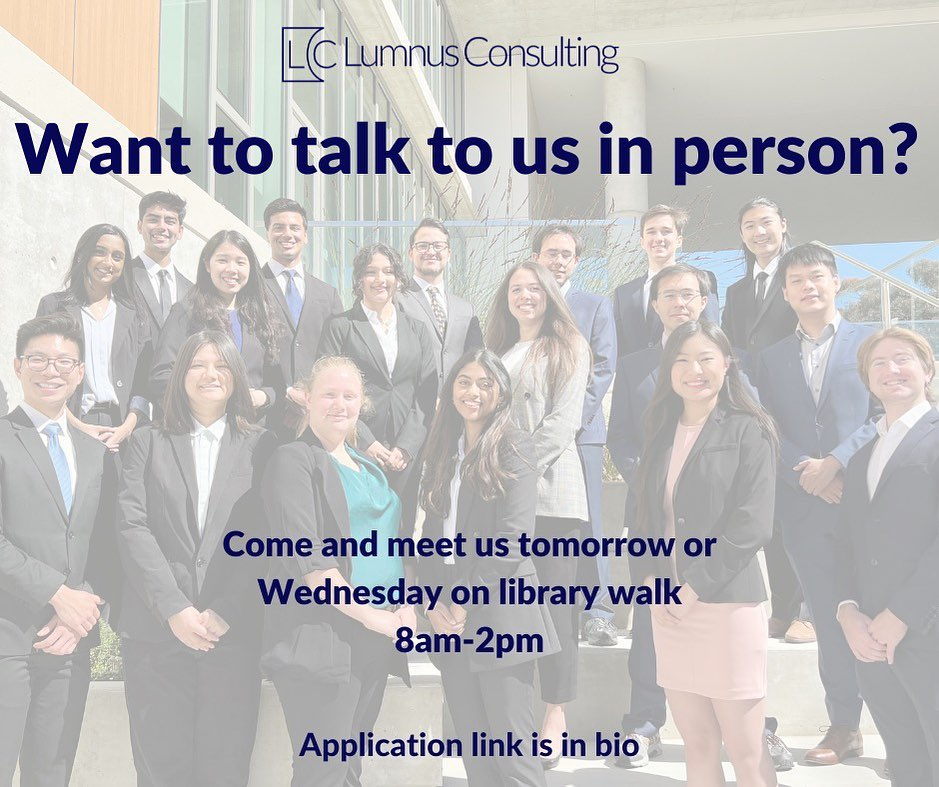 LC Lumnus Consulting
Want to talk to us in person?
Come and meet us tomorrow or
Wednesday on library walk
8am-2pm
Application link is in bio